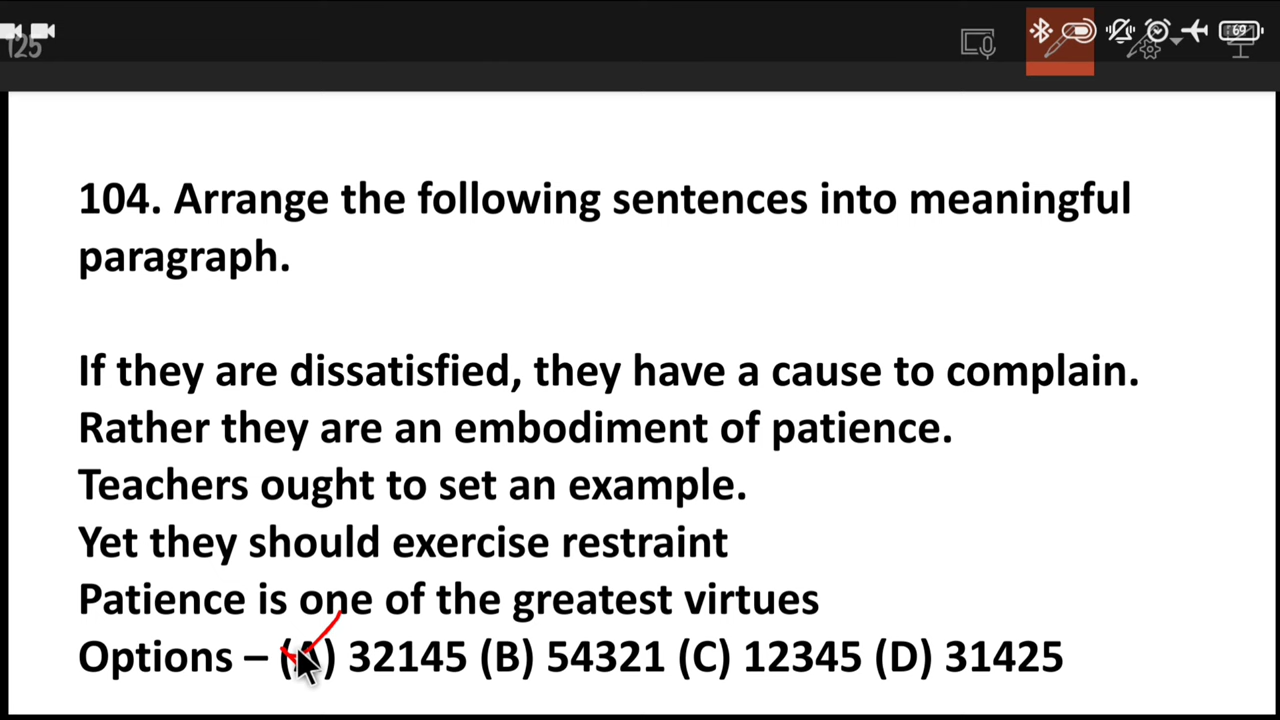 125
69
104. Arrange the following sentences into meaningful
paragraph.
If they are dissatisfied, they have a cause to complain.
Rather they are an embodiment of patience.
Teachers ought to set an example.
Yet they should exercise restraint
Patience is one of the greatest virtues
Options – (A) 32145 (B) 54321 (C) 12345 (D) 31425